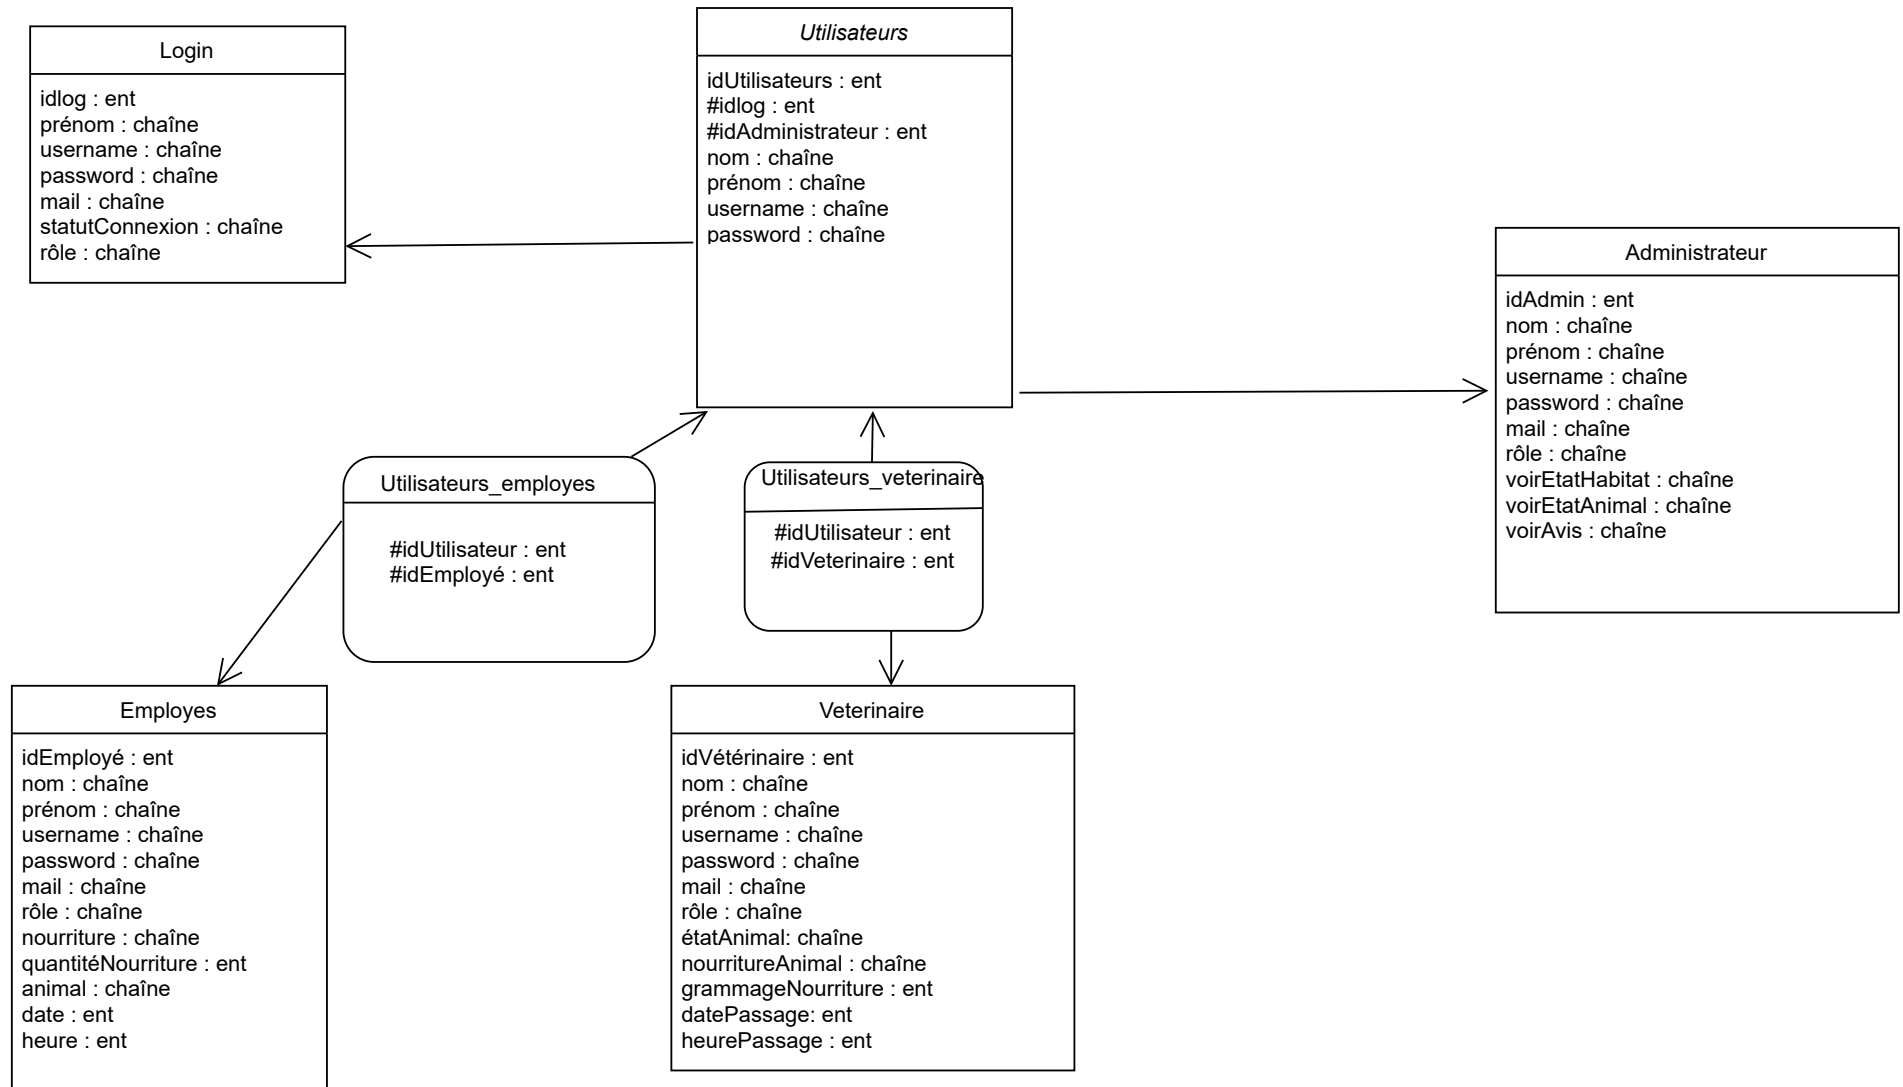 Login
idlog : ent
prénom : chaîne
username : chaîne
password : chaîne
mail : chaîne
statutConnexion : chaîne
rôle : chaîne
Utilisateurs
idUtilisateurs : ent
#idlog : ent
#idAdministrateur : ent
nom : chaîne
prénom : chaîne
username : chaîne
password : chaîne
Administrateur
idAdmin : ent
nom : chaîne
prénom : chaîne
username : chaîne
password : chaîne
mail : chaîne
rôle : chaîne
voirEtatHabitat : chaîne
voirEtatAnimal : chaîne
voirAvis : chaîne
Utilisateurs_employes
#idUtilisateur : ent
#idEmployé : ent
Utilisateurs_veterinaire
#idUtilisateur : ent
#idVeterinaire : ent
Employes
idEmployé : ent
nom : chaîne
prénom : chaîne
username : chaîne
password : chaîne
mail : chaîne
rôle : chaîne
nourriture : chaîne
quantitéNourriture : ent
animal : chaîne
date : ent
heure : ent
Veterinaire
idVétérinaire : ent
nom : chaîne
prénom : chaîne
username : chaîne
password : chaîne
mail : chaîne
rôle : chaîne
étatAnimal: chaîne
nourritureAnimal : chaîne
grammageNourriture : ent
datePassage: ent
heurePassage : ent